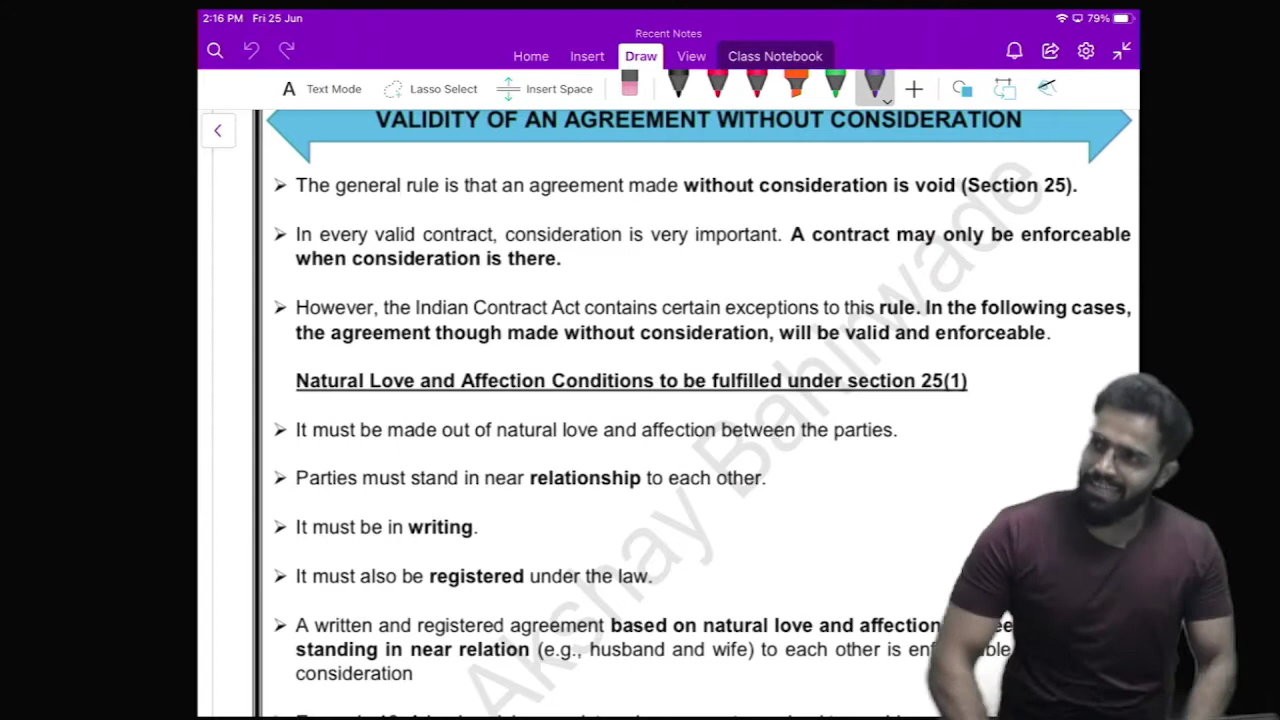 2:16 PM Fri 25 Jun
79%
Recent Notes
Home Insert Draw View Class Notebook
A Text Mode Lasso Select Insert Space
VALIDITY OF AN AGREEMENT WITHOUT CONSIDERATION
The general rule is that an agreement made without consideration is void (Section 25).
In every valid contract, consideration is very important. A contract may only be enforceable
when consideration is there.
However, the Indian Contract Act contains certain exceptions to this rule. In the following cases,
the agreement though made without consideration, will be valid and enforceable.
Natural Love and Affection Conditions to be fulfilled under section 25(1)
It must be made out of natural love and affection between the parties.
Parties must stand in near relationship to each other.
It must be in writing.
It must also be registered under the law.
A written and registered agreement based on natural love and affection
standing in near relation (e.g., husband and wife) to each other is
consideration
Akshay Bahirwade